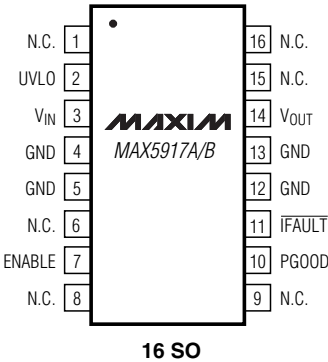 N.C. 1 16 N.C.
UVLO 2 15 N.C.
VIN 3 MAXIM 14 VOUT
GND 4 MAX5917A/B 13 GND
GND 5 12 GND
N.C. 6 11 I̅F̅A̅U̅L̅T̅
ENABLE 7 10 PGOOD
N.C. 8 9 N.C.
16 SO